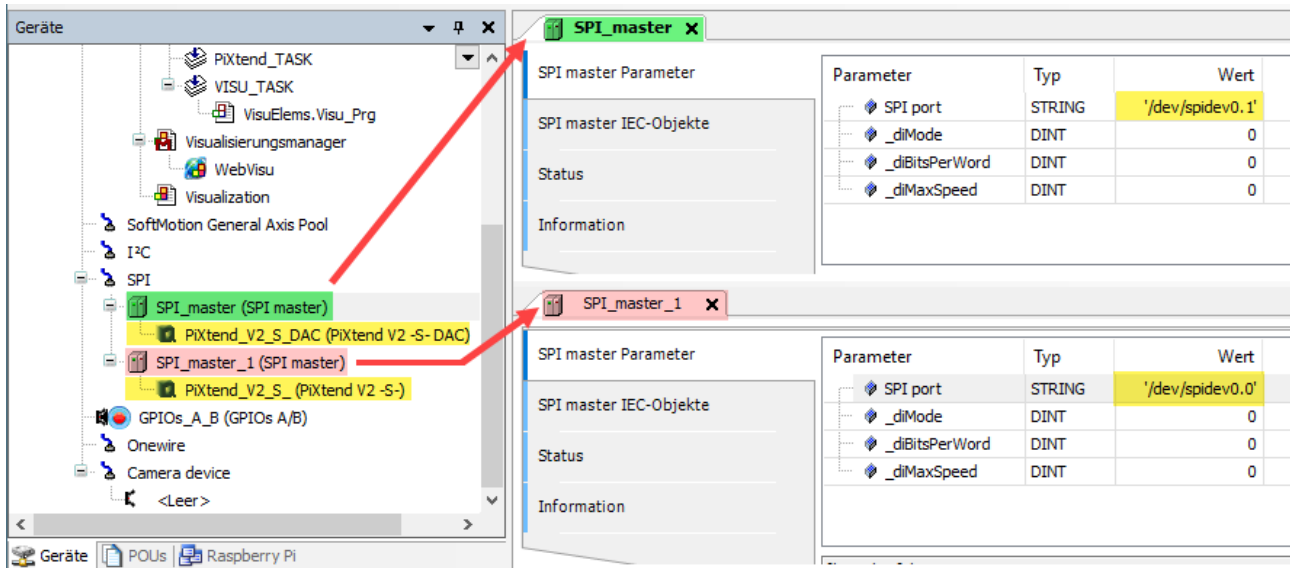 Geräte
PiXtend_TASK
VISU_TASK
VisuElems.Visu_Prg
Visualisierungsmanager
WebVisu
Visualization
SoftMotion General Axis Pool
I²C
SPI
SPI_master (SPI master)
PiXtend_V2_S_DAC (PiXtend V2 -S- DAC)
SPI_master_1 (SPI master)
PiXtend_V2_S_ (PiXtend V2 -S-)
GPIOs_A_B (GPIOs A/B)
Onewire
Camera device
<Leer>
Geräte POUs Raspberry Pi
SPI_master
SPI master Parameter
SPI master IEC-Objekte
Status
Information
Parameter Typ Wert
SPI port STRING '/dev/spidev0.1'
_diMode DINT 0
_diBitsPerWord DINT 0
_diMaxSpeed DINT 0
SPI_master_1
SPI master Parameter
SPI master IEC-Objekte
Status
Information
Parameter Typ Wert
SPI port STRING '/dev/spidev0.0'
_diMode DINT 0
_diBitsPerWord DINT 0
_diMaxSpeed DINT 0